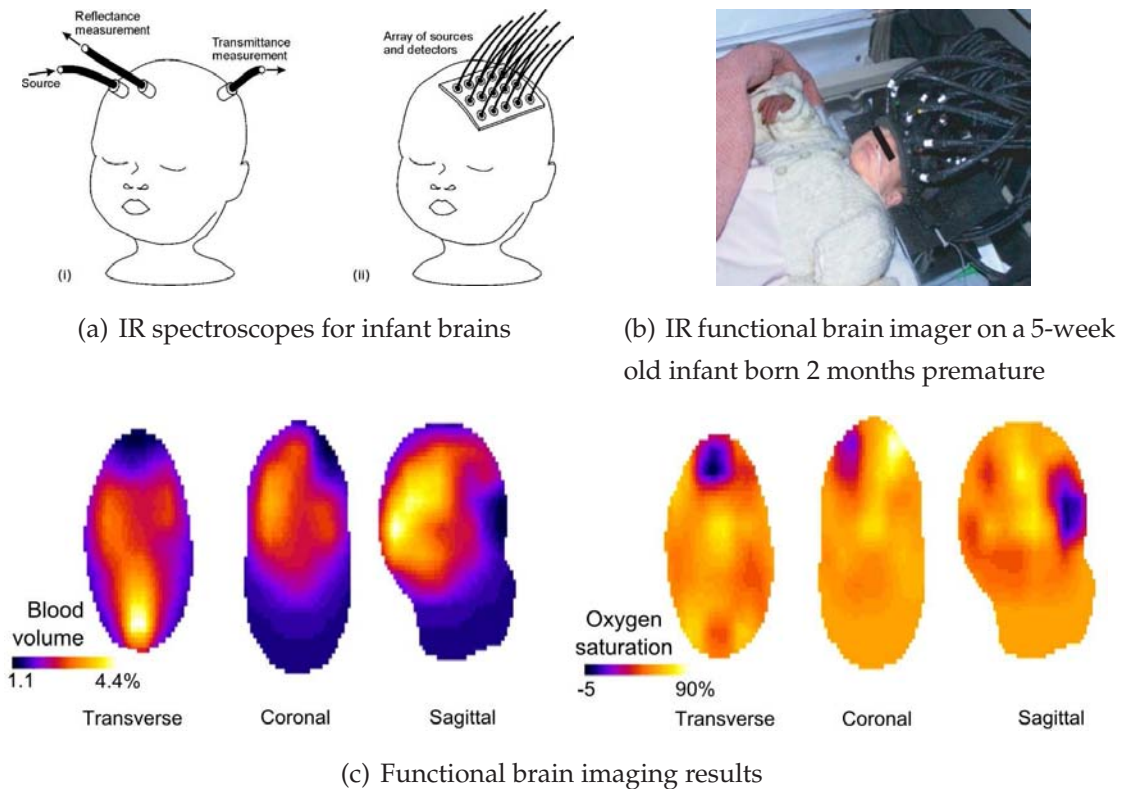 Reflectance
measurement
Transmittance
measurement
Source
(i)
Array of sources
and detectors
(ii)
(a) IR spectroscopes for infant brains
(b) IR functional brain imager on a 5-week
old infant born 2 months premature
Blood
volume
1.1 4.4%
Transverse Coronal Sagittal
Oxygen
saturation
-5 90%
Transverse Coronal Sagittal
(c) Functional brain imaging results